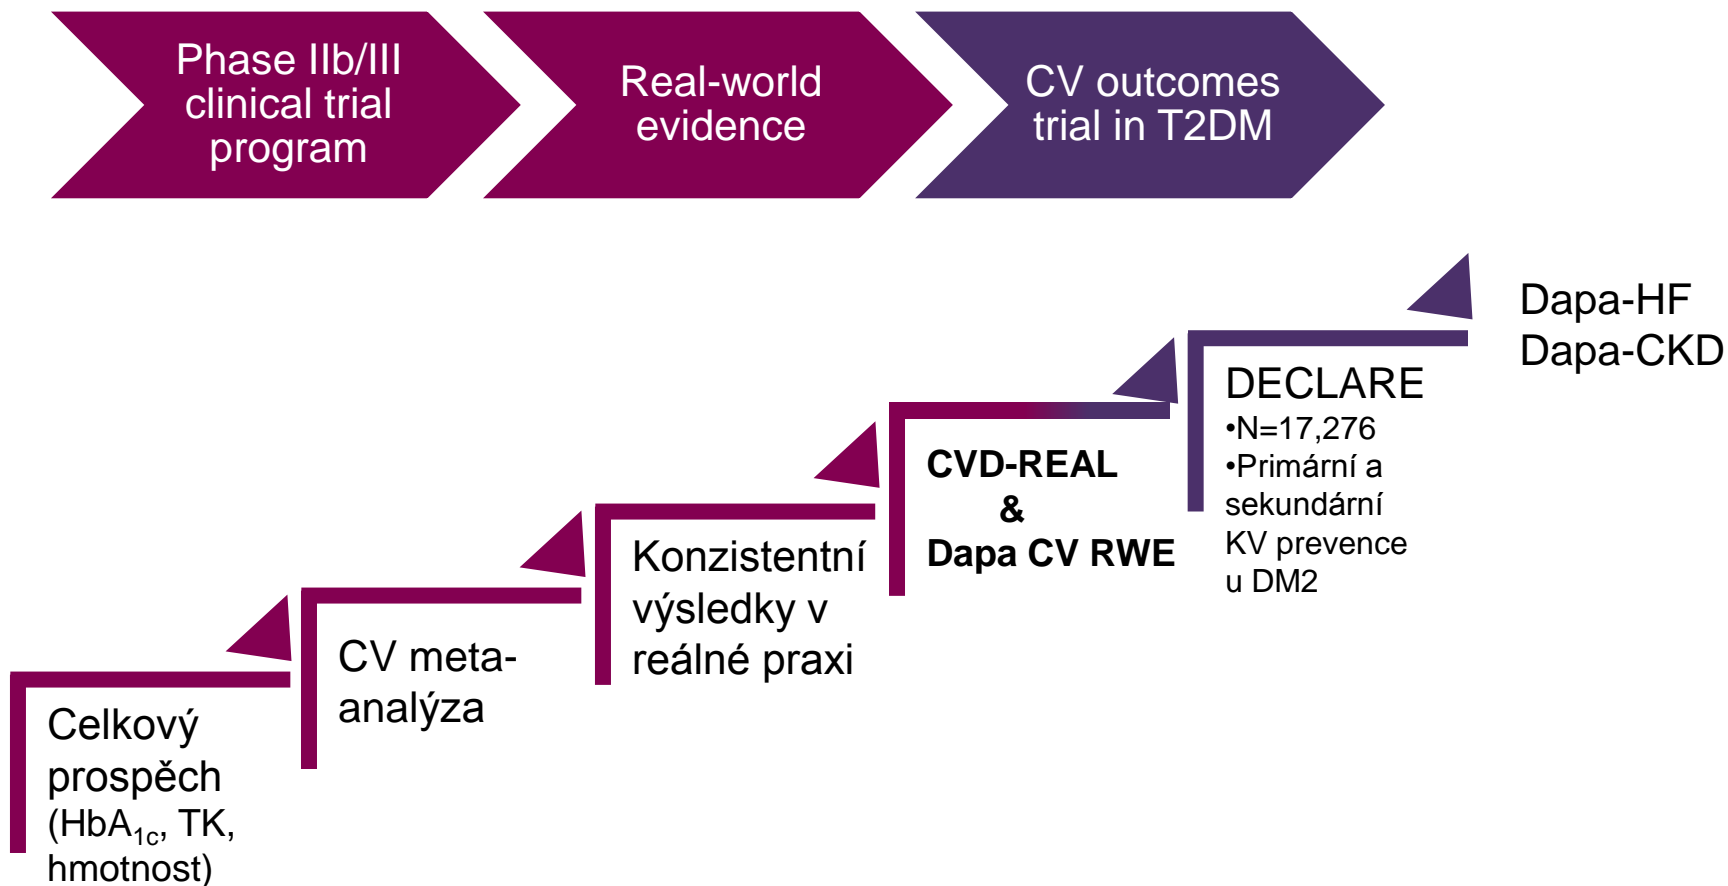 Phase IIb/III
clinical trial
program
Real-world
evidence
CV outcomes
trial in T2DM
Celkový
prospěch
(HbA1c, TK,
hmotnost)
CV meta-
analýza
Konzistentní
výsledky v
reálné praxi
CVD-REAL
&
Dapa CV RWE
DECLARE
•N=17,276
•Primární a
sekundární
KV prevence
u DM2
Dapa-HF
Dapa-CKD